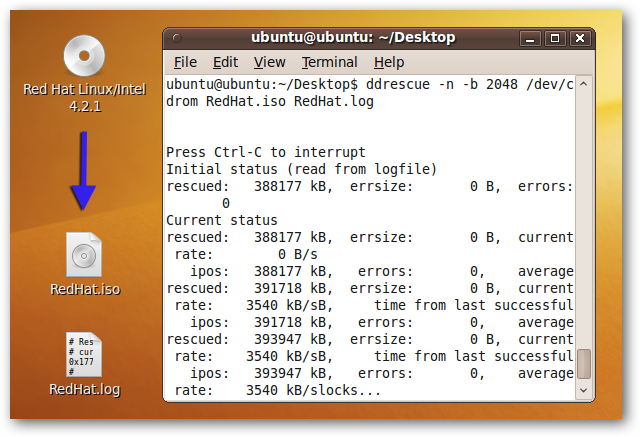 Red Hat Linux/Intel
4.2.1
RedHat.iso
# Res
# cur
0x177
#
RedHat.log
ubuntu@ubuntu: ~/Desktop
File Edit View Terminal Help
ubuntu@ubuntu:~/Desktop$ ddrescue -n -b 2048 /dev/c
drom RedHat.iso RedHat.log
Press Ctrl-C to interrupt
Initial status (read from logfile)
rescued: 388177 kB, errsize: 0 B, errors:
0
Current status
rescued: 388177 kB, errsize: 0 B, current
rate: 0 B/s
ipos: 388177 kB, errors: 0, average
rescued: 391718 kB, errsize: 0 B, current
rate: 3540 kB/sB, time from last successful
ipos: 391718 kB, errors: 0, average
rescued: 393947 kB, errsize: 0 B, current
rate: 3540 kB/sB, time from last successful
ipos: 393947 kB, errors: 0, average
rate: 3540 kB/slocks...